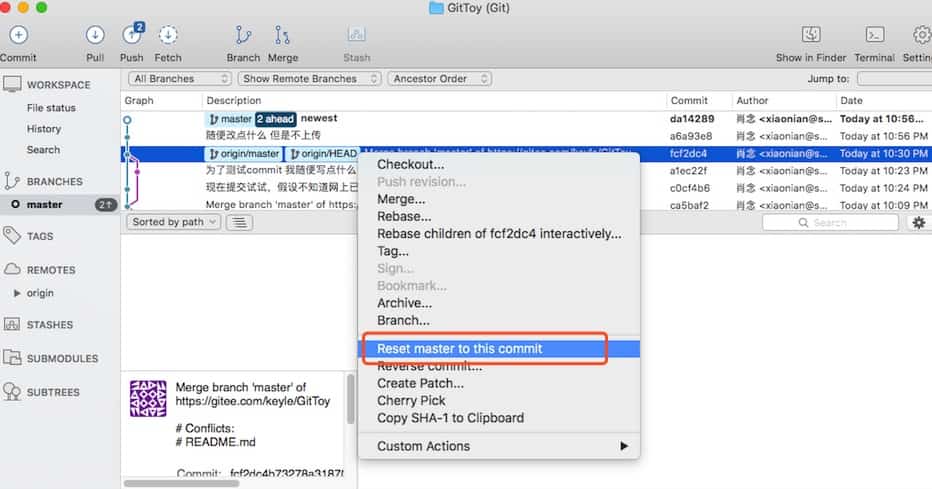 GitToy (Git)
2
Commit Pull Push Fetch Branch Merge Stash Show in Finder Terminal
All Branches Show Remote Branches Ancestor Order Jump to:
Graph Description Commit Author Date
master 2 ahead newest da14289 肖念 <xiaonian@s... Today at 10:56...
随便改点什么 但是不上传 a6a93e8 肖念 <xiaonian@s... Today at 10:56 PM
origin/master origin/HEAD Merge branch 'master' of https://gitee.com/keyle/GitToy fcf2dc4 肖念 <xiaonian@s... Today at 10:30 PM
为了测试commit 我随便写点什么 a1ec22f 肖念 <xiaonian@s... Today at 10:23 PM
现在提交试试，假设不知道网上已 c0cf4b6 肖念 <xiaonian@s... Today at 10:24 PM
Merge branch 'master' of https: ca5baf2 肖念 <xiaonian@s... Today at 10:09 PM
WORKSPACE
File status
History
Search
BRANCHES
master 2↑
TAGS
REMOTES
origin
STASHES
SUBMODULES
SUBTREES
Sorted by path
Search
Checkout...
Push revision...
Merge...
Rebase...
Rebase children of fcf2dc4 interactively...
Tag...
Sign...
Bookmark...
Archive...
Branch...
Reset master to this commit
Reverse commit...
Create Patch...
Cherry Pick
Copy SHA-1 to Clipboard
Custom Actions
Merge branch 'master' of
https://gitee.com/keyle/GitToy
# Conflicts:
# README.md
Commit: fcf2dc4b73278a31870